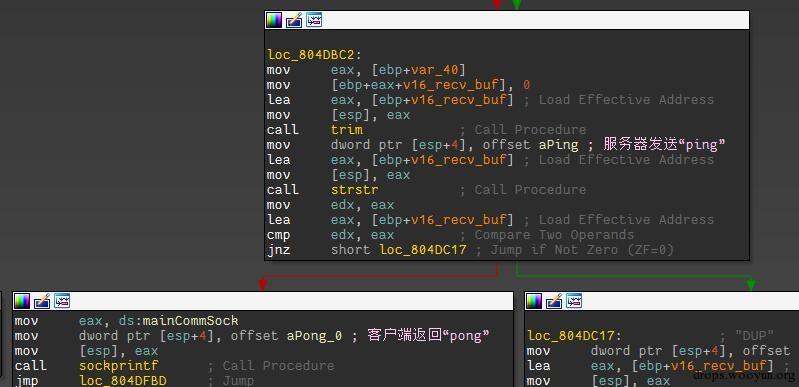 loc_804DBC2:
mov eax, [ebp+var_40]
mov [ebp+eax+v16_recv_buf], 0
lea eax, [ebp+v16_recv_buf] ; Load Effective Address
mov [esp], eax
call trim ; Call Procedure
mov dword ptr [esp+4], offset aPing ; 服务器发送“ping”
lea eax, [ebp+v16_recv_buf] ; Load Effective Address
mov [esp], eax
call strstr ; Call Procedure
mov edx, eax
lea eax, [ebp+v16_recv_buf] ; Load Effective Address
cmp edx, eax ; Compare Two Operands
jnz short loc_804DC17 ; Jump if Not Zero (ZF=0)
mov eax, ds:mainCommSock
mov dword ptr [esp+4], offset aPong_0 ; 客户端返回“pong”
mov [esp], eax
call sockprintf ; Call Procedure
jmp loc_804DFBD ; Jump
loc_804DC17: ; "DUP"
mov dword ptr [esp+4], offset
lea eax, [ebp+v16_recv_buf] ;
mov [esp], eax
drops.wooyun.org